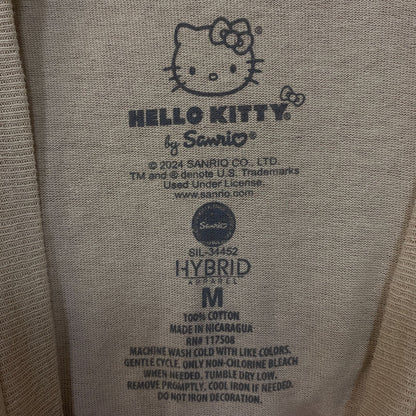 HELLO KITTY®
by Sanrio®
© 2024 SANRIO CO., LTD.
TM and ® denote U.S. Trademarks
Used Under License.
www.sanrio.com
Sanrio
SIL-34452
HYBRID
APPAREL
M
100% COTTON
MADE IN NICARAGUA
RN# 117508
MACHINE WASH COLD WITH LIKE COLORS.
GENTLE CYCLE. ONLY NON-CHLORINE BLEACH
WHEN NEEDED. TUMBLE DRY LOW.
REMOVE PROMPTLY. COOL IRON IF NEEDED.
DO NOT IRON DECORATION.